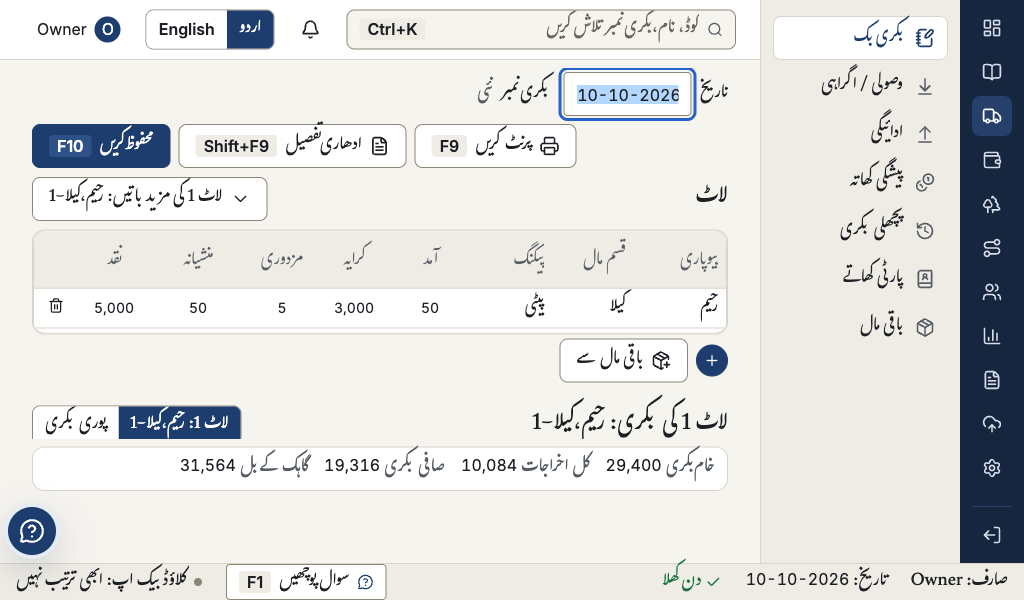 Owner O
English اردو
کوڈ، نام، بکری نمبر تلاش کریں Ctrl+K
بکری بک
وصولی / اگراہی
ادائیگی
پیشگی کھاتہ
پچھلی بکری
پارٹی کھاتے
باقی مال
تاریخ 10-10-2026 بکری نمبر نئی
پرنٹ کریں F9 ادھاری تفصیل Shift+F9 محفوظ کریں F10
لاٹ لاٹ 1 کی مزید باتیں: رحیم، کیلا-1
بیوپاری قسم مال پیکنگ آمد کرایہ مزدوری منشیانہ نقد
رحیم کیلا پیٹی 50 3,000 5 50 5,000
+ باقی مال سے
لاٹ 1 کی بکری: رحیم، کیلا-1 لاٹ 1: رحیم، کیلا-1 پوری بکری
خام بکری 29,400 کل اخراجات 10,084 صافی بکری 19,316 گاہک کے بل 31,564
صارف: Owner تاریخ: 10-10-2026 دن کھلا سوال پوچھیں F1 کلاؤڈ بیک اپ: ابھی ترتیب نہیں